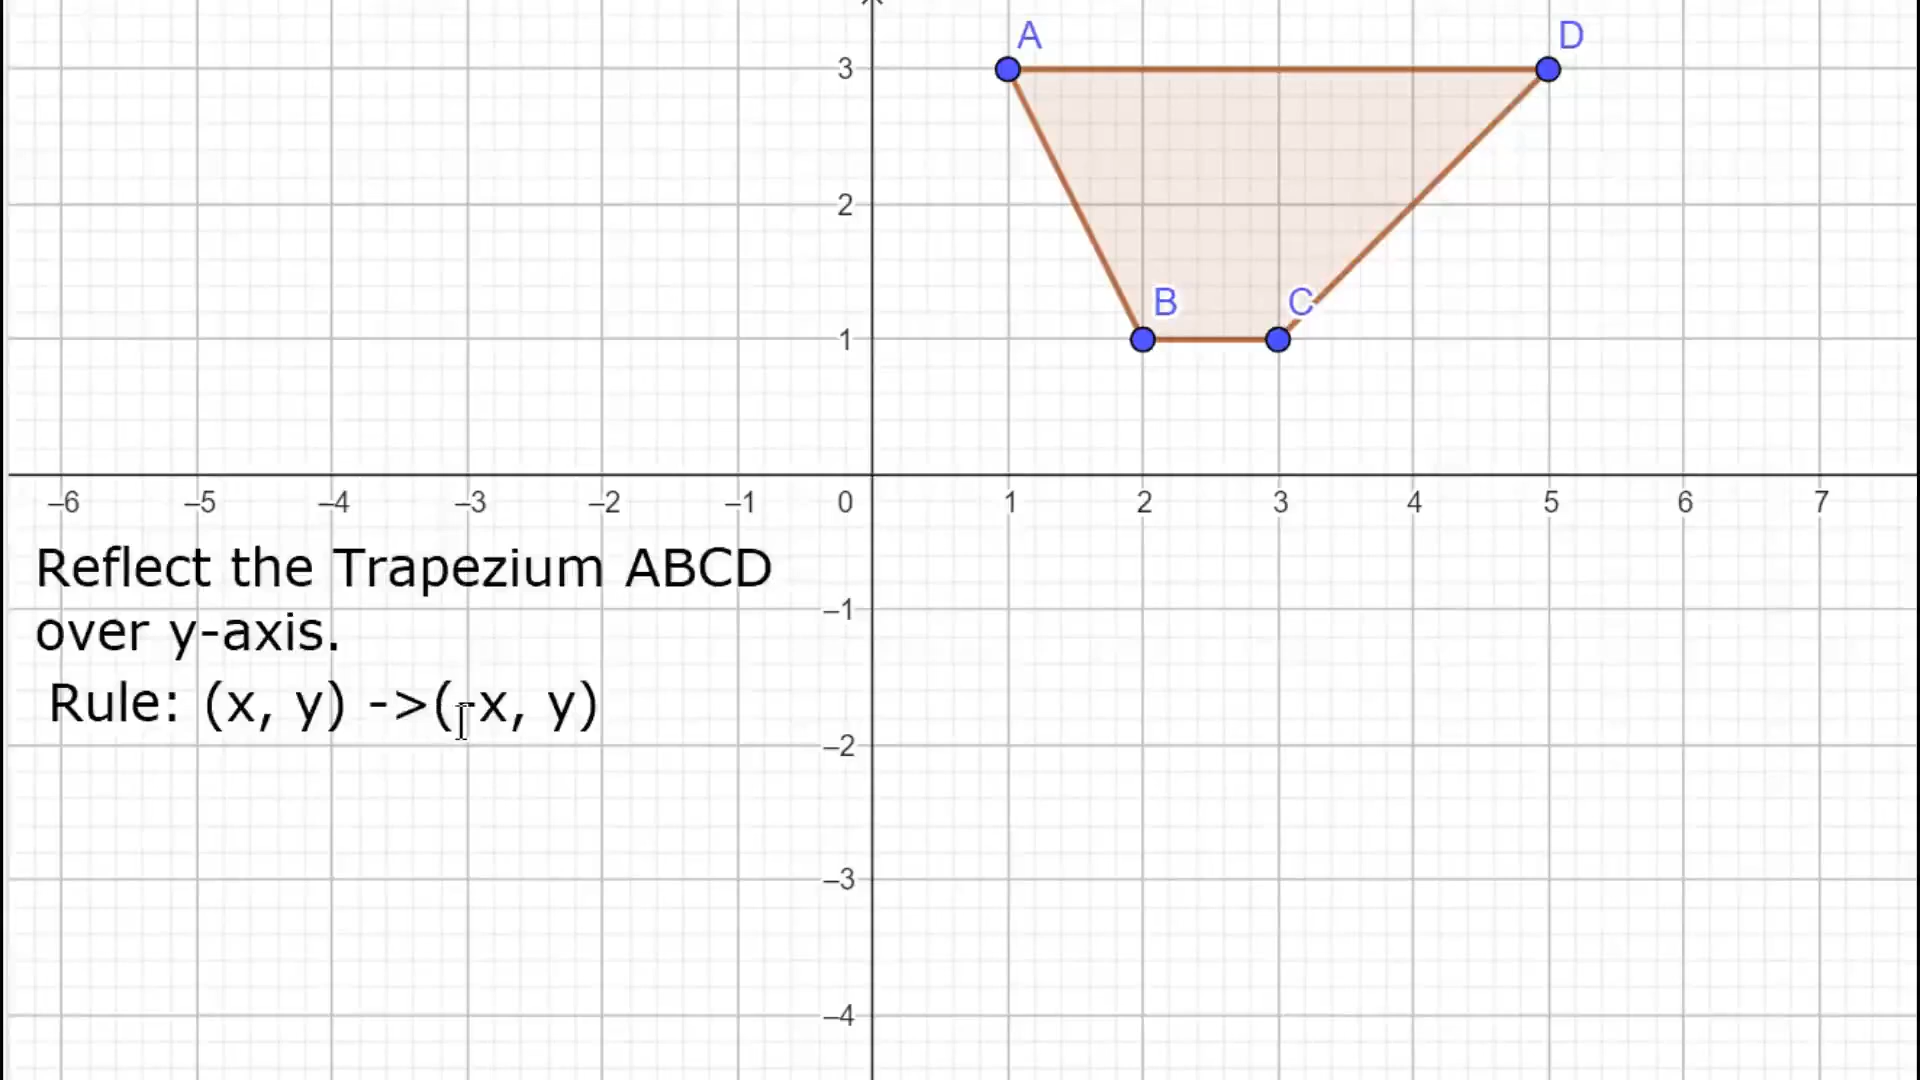 A D
3
2
B C
1
–6 –5 –4 –3 –2 –1 0 1 2 3 4 5 6 7
Reflect the Trapezium ABCD
–1
over y-axis.
Rule: (x, y) ->(-x, y)
–2
–3
–4